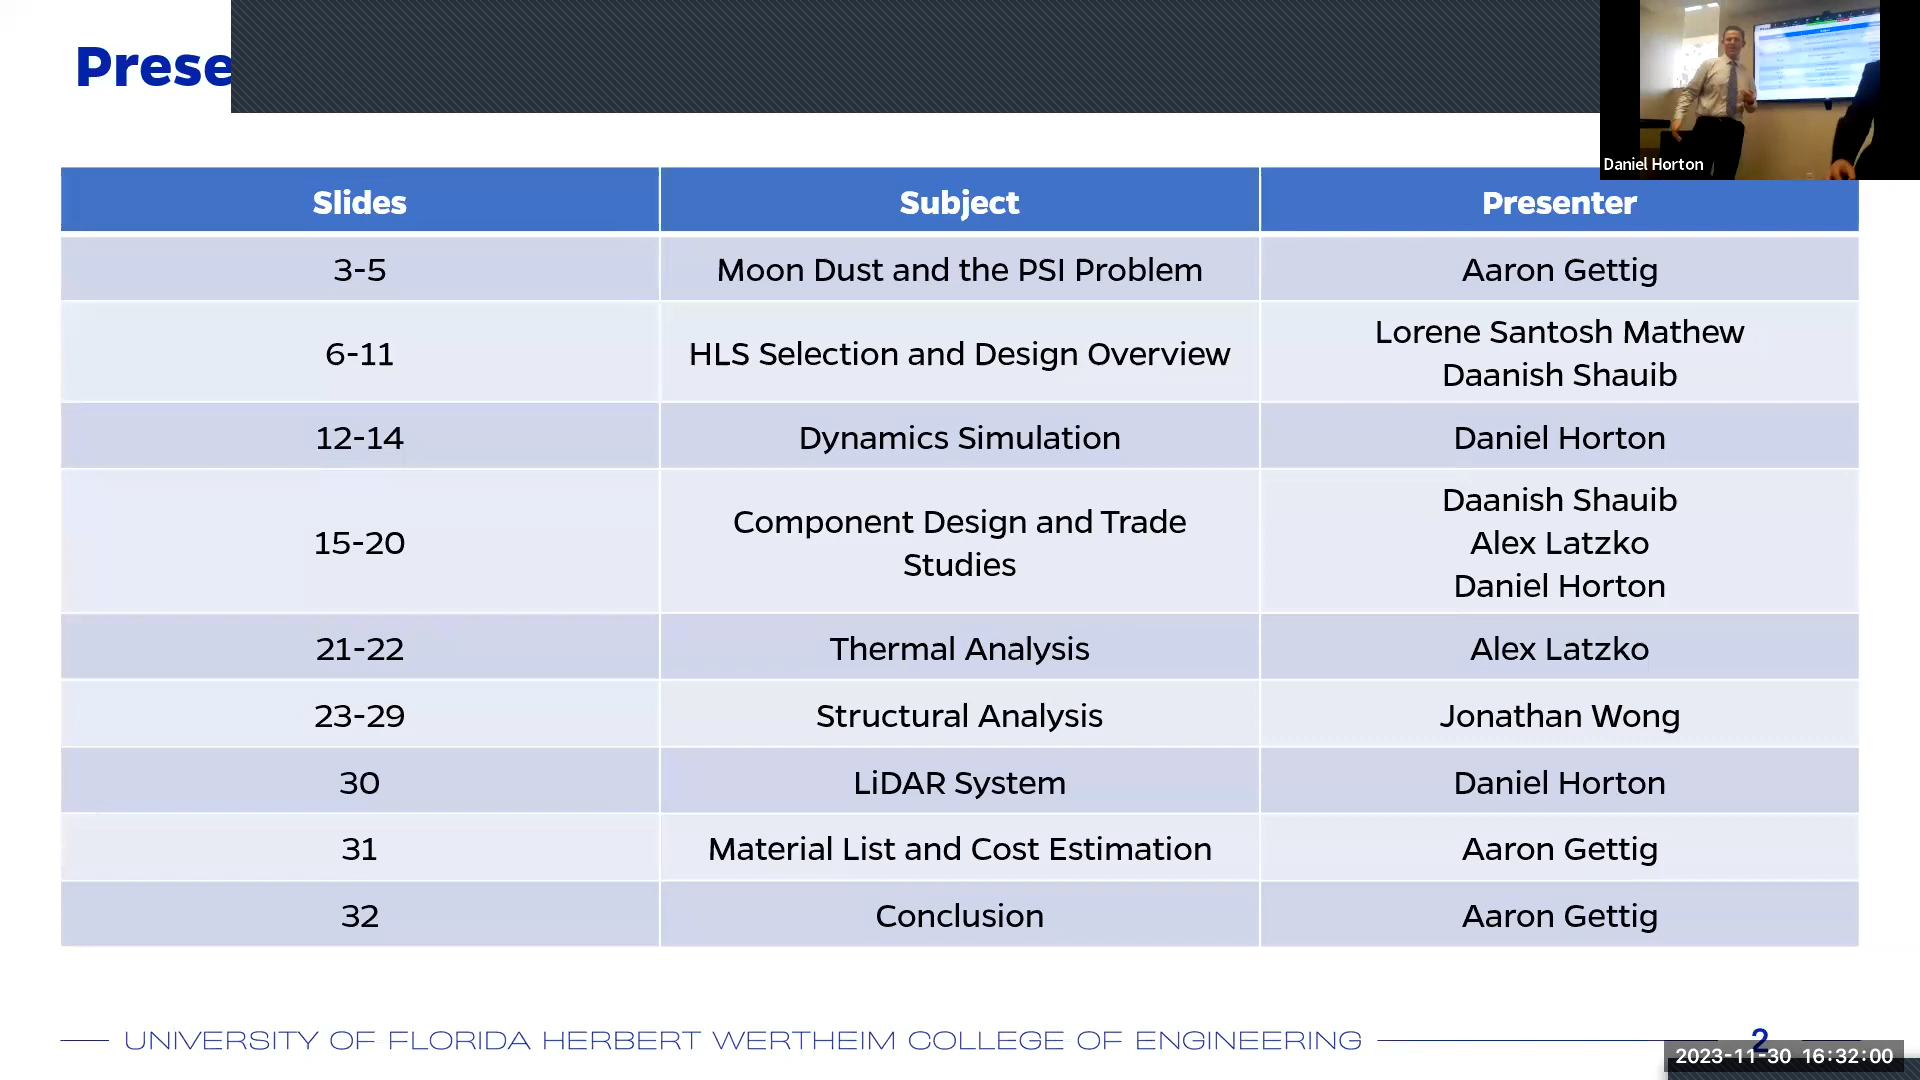 Prese
Daniel Horton
Slides
Subject
Presenter
3-5
Moon Dust and the PSI Problem
Aaron Gettig
6-11
HLS Selection and Design Overview
Lorene Santosh Mathew
Daanish Shauib
12-14
Dynamics Simulation
Daniel Horton
15-20
Component Design and Trade
Studies
Daanish Shauib
Alex Latzko
Daniel Horton
21-22
Thermal Analysis
Alex Latzko
23-29
Structural Analysis
Jonathan Wong
30
LiDAR System
Daniel Horton
31
Material List and Cost Estimation
Aaron Gettig
32
Conclusion
Aaron Gettig
UNIVERSITY OF FLORIDA HERBERT WERTHEIM COLLEGE OF ENGINEERING
2
2023-11-30 16:32:00